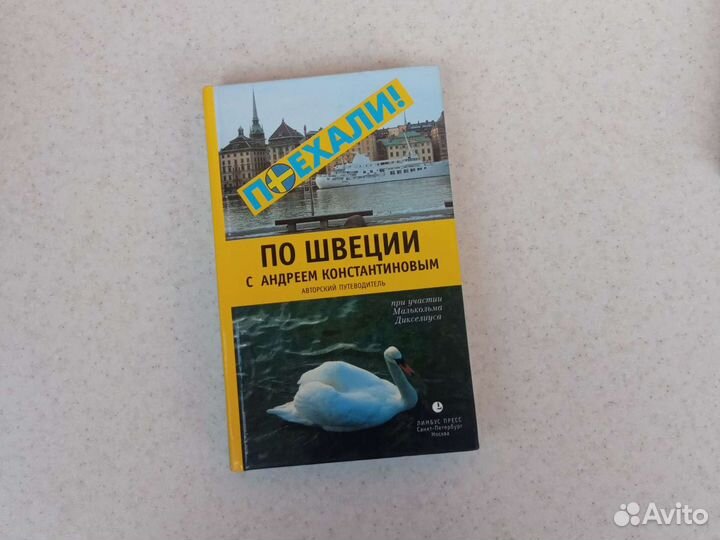 ПОЕХАЛИ!
ПО ШВЕЦИИ
С АНДРЕЕМ КОНСТАНТИНОВЫМ
АВТОРСКИЙ ПУТЕВОДИТЕЛЬ
при участии
Малькольма
Дикселиуса
ЛИМБУС ПРЕСС
Санкт-Петербург
Москва
Avito